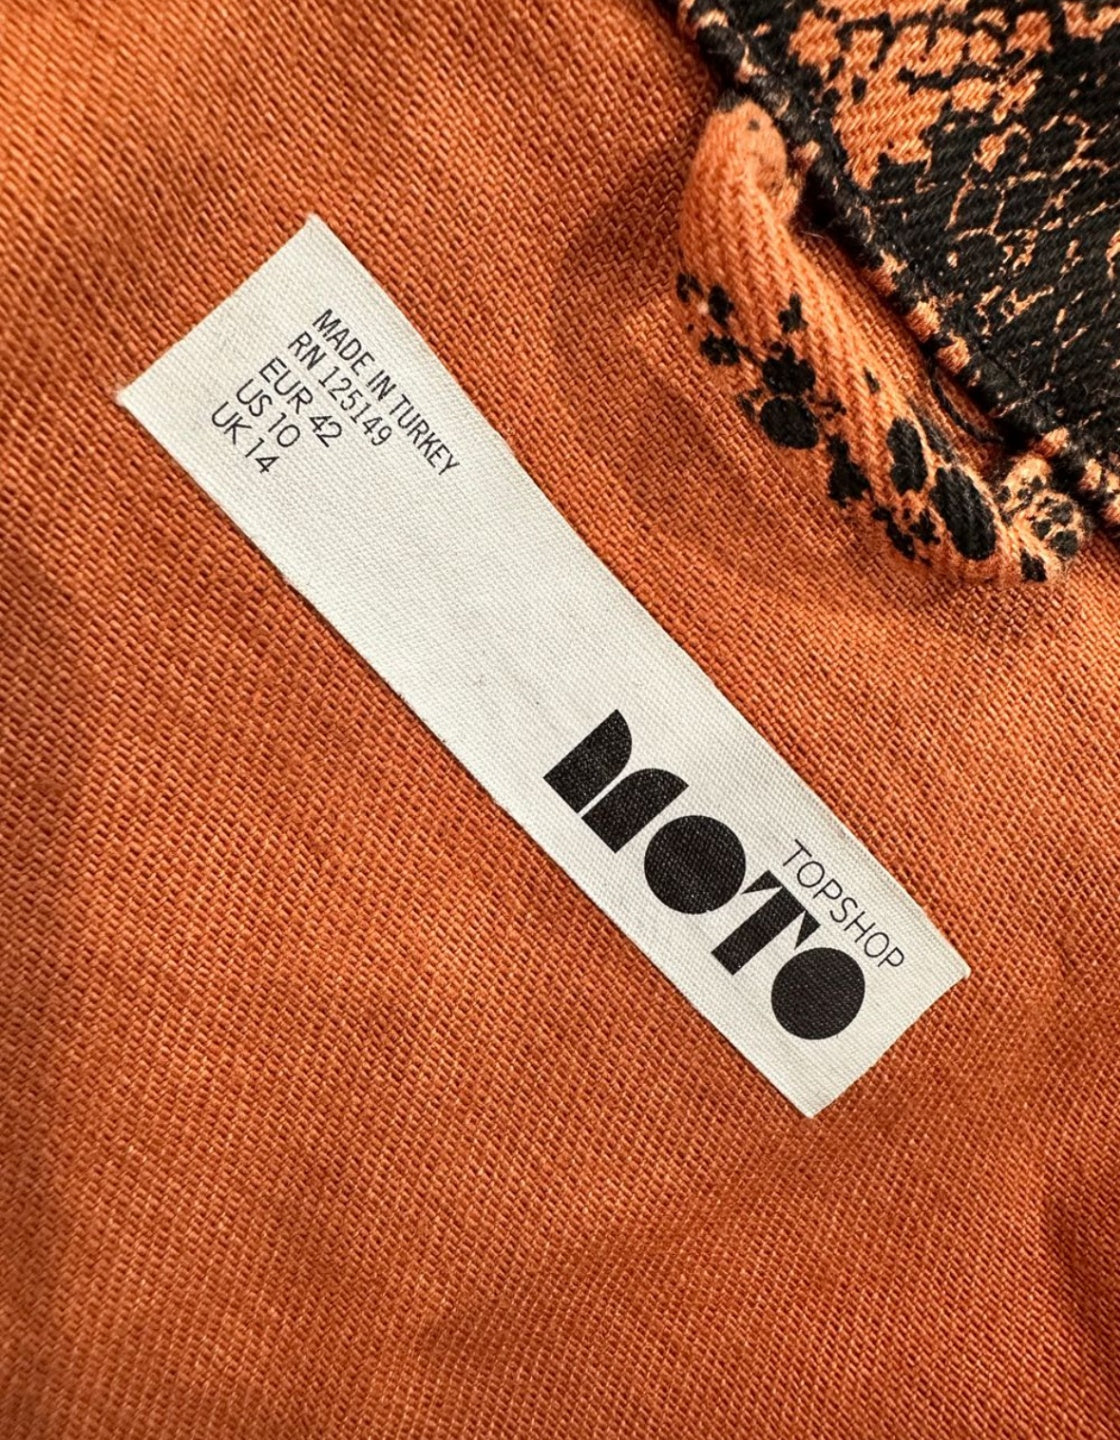 MADE IN TURKEY
RN 125149
EUR 42
US 10
UK 14
TOPSHOP
MOTO